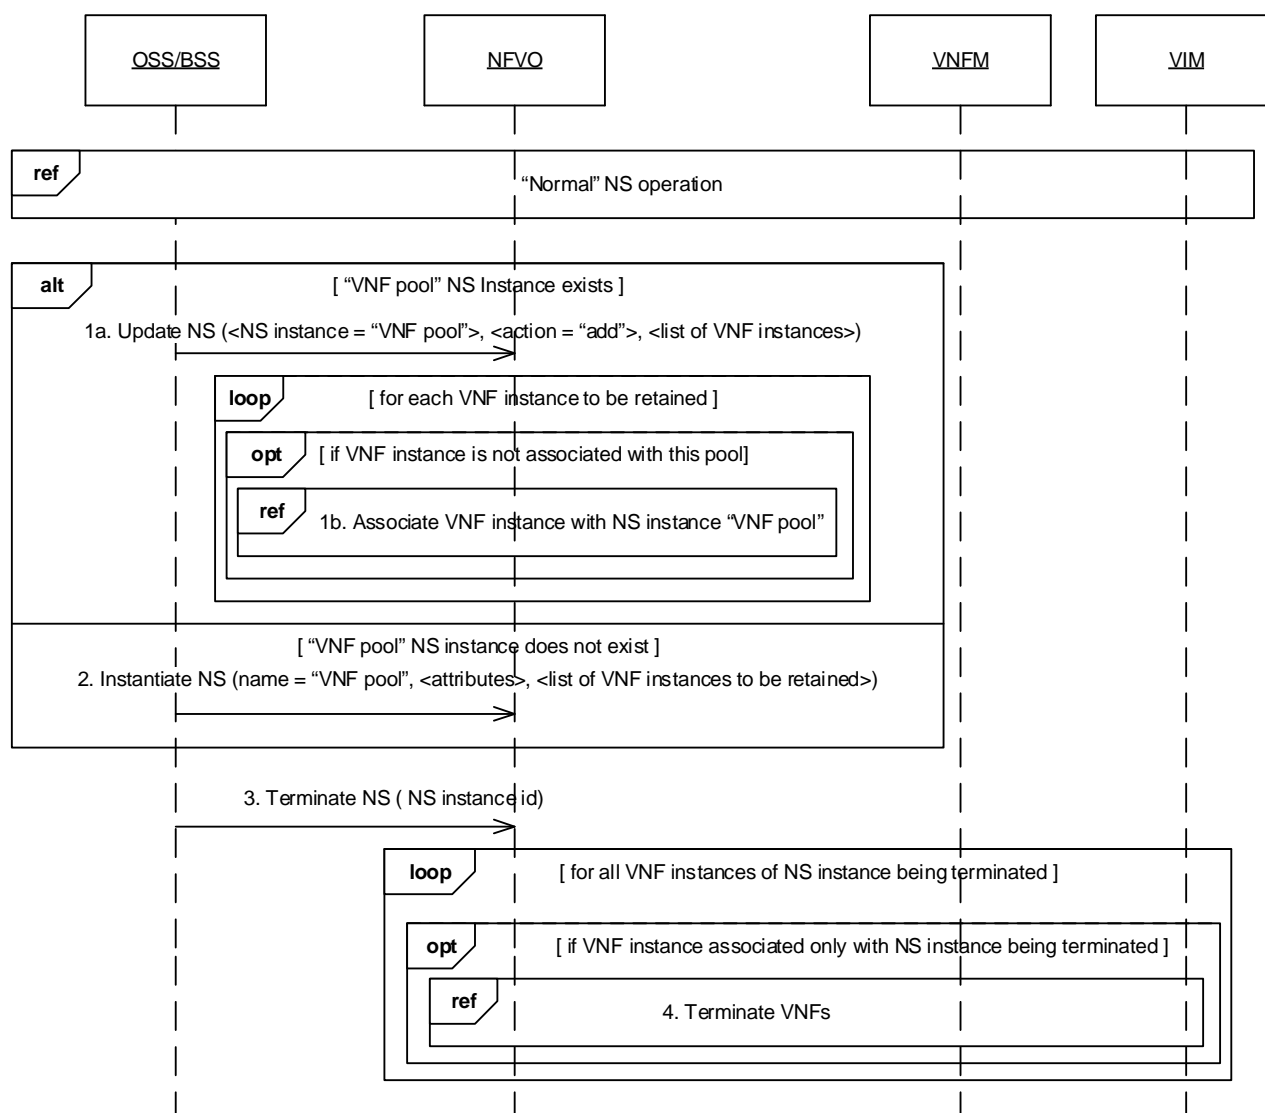 OSS/BSS
NFVO
VNFM
VIM
ref
“Normal” NS operation
alt
[ “VNF pool” NS Instance exists ]
1a. Update NS (<NS instance = “VNF pool”>, <action = “add”>, <list of VNF instances>)
loop
[ for each VNF instance to be retained ]
opt
[ if VNF instance is not associated with this pool]
ref
1b. Associate VNF instance with NS instance “VNF pool”
[ “VNF pool” NS instance does not exist ]
2. Instantiate NS (name = “VNF pool”, <attributes>, <list of VNF instances to be retained>)
3. Terminate NS ( NS instance id)
loop
[ for all VNF instances of NS instance being terminated ]
opt
[ if VNF instance associated only with NS instance being terminated ]
ref
4. Terminate VNFs